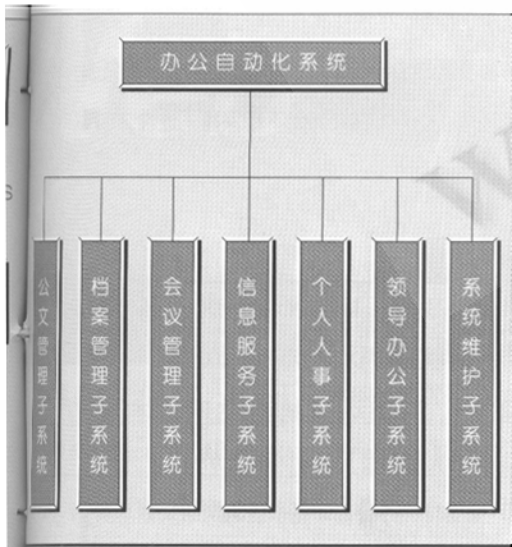 办公自动化系统
公文管理子系统
档案管理子系统
会议管理子系统
信息服务子系统
个人人事子系统
领导办公子系统
系统维护子系统
S
W